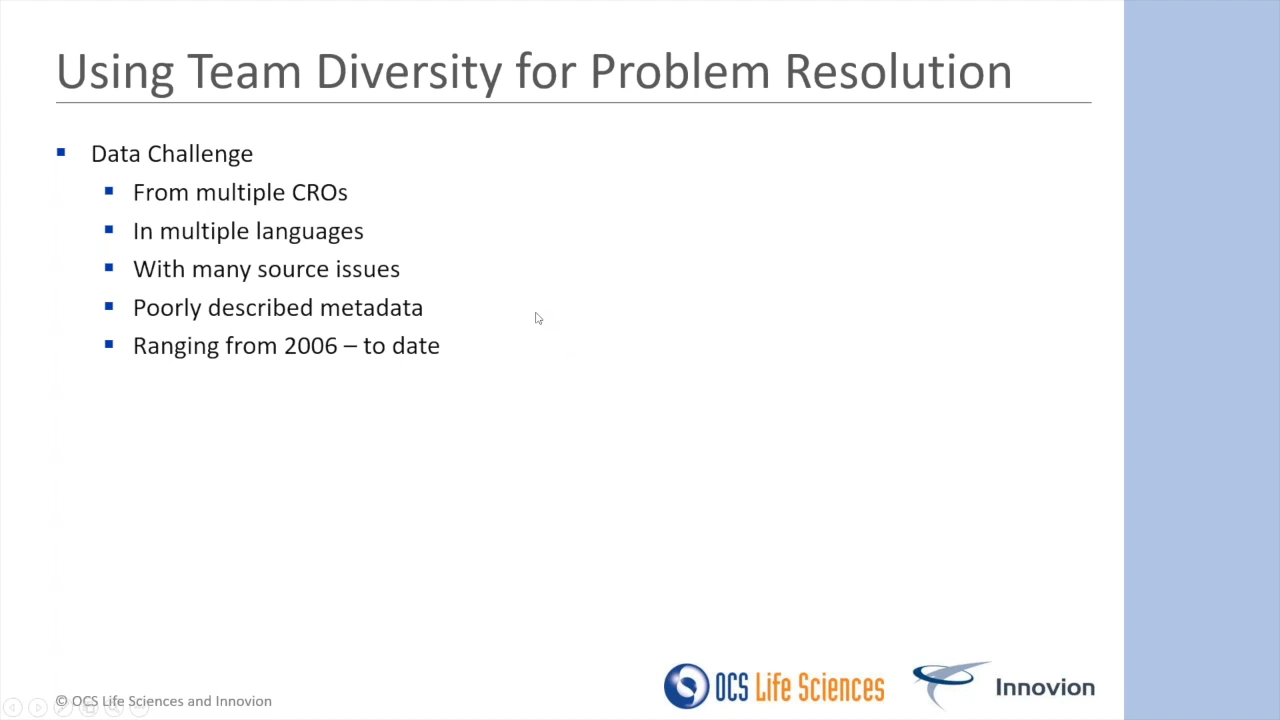 Using Team Diversity for Problem Resolution
Data Challenge
From multiple CROs
In multiple languages
With many source issues
Poorly described metadata
Ranging from 2006 – to date
© OCS Life Sciences and Innovion
OCS Life Sciences
Innovion